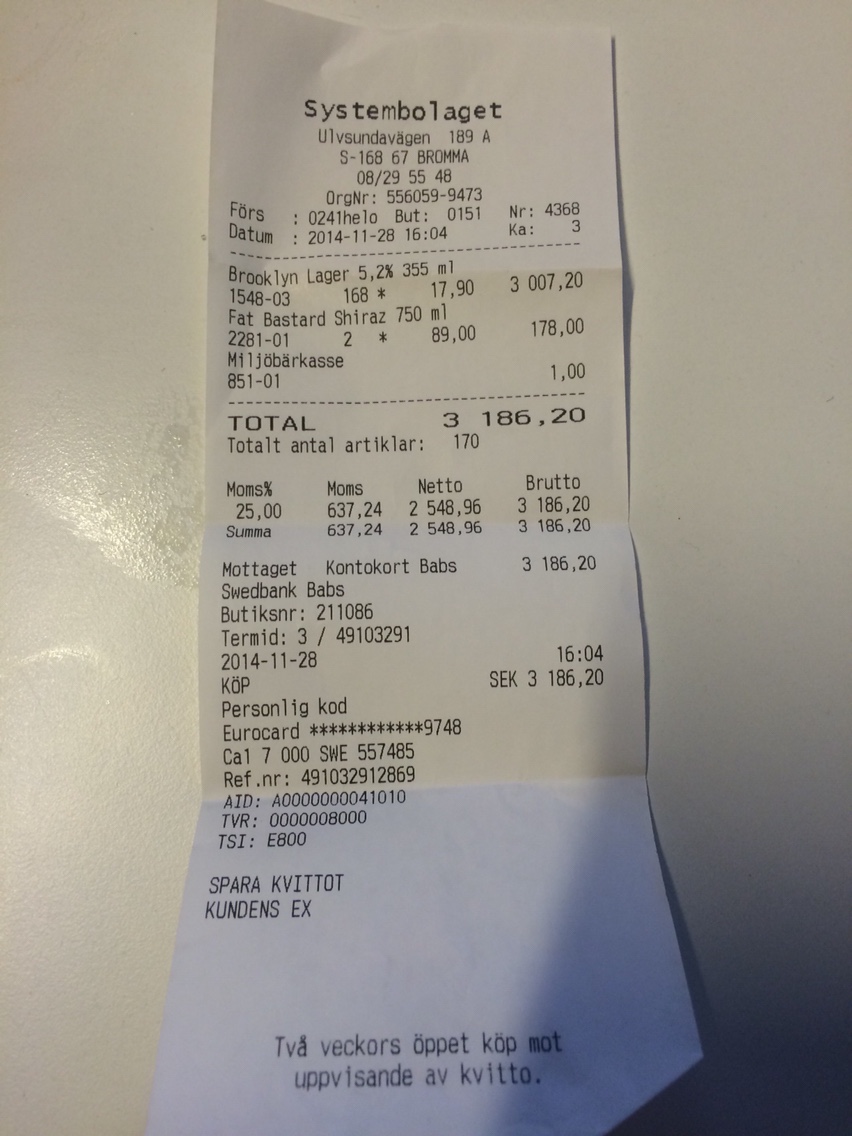 Systembolaget
Ulvsundavägen 189 A
S-168 67 BROMMA
08/29 55 48
OrgNr: 556059-9473
Förs : 0241helo But: 0151 Nr: 4368
Datum : 2014-11-28 16:04 Ka: 3
Brooklyn Lager 5,2% 355 ml
1548-03 168 * 17,90 3 007,20
Fat Bastard Shiraz 750 ml
2281-01 2 * 89,00 178,00
Miljöbärkasse
851-01 1,00
TOTAL 3 186,20
Totalt antal artiklar: 170
Moms% Moms Netto Brutto
25,00 637,24 2 548,96 3 186,20
Summa 637,24 2 548,96 3 186,20
Mottaget Kontokort Babs 3 186,20
Swedbank Babs
Butiksnr: 211086
Termid: 3 / 49103291
2014-11-28 16:04
KÖP SEK 3 186,20
Personlig kod
Eurocard ************9748
Ca1 7 000 SWE 557485
Ref.nr: 491032912869
AID: A0000000041010
TVR: 0000008000
TSI: E800
SPARA KVITTOT
KUNDENS EX
Två veckors öppet köp mot
uppvisande av kvitto.